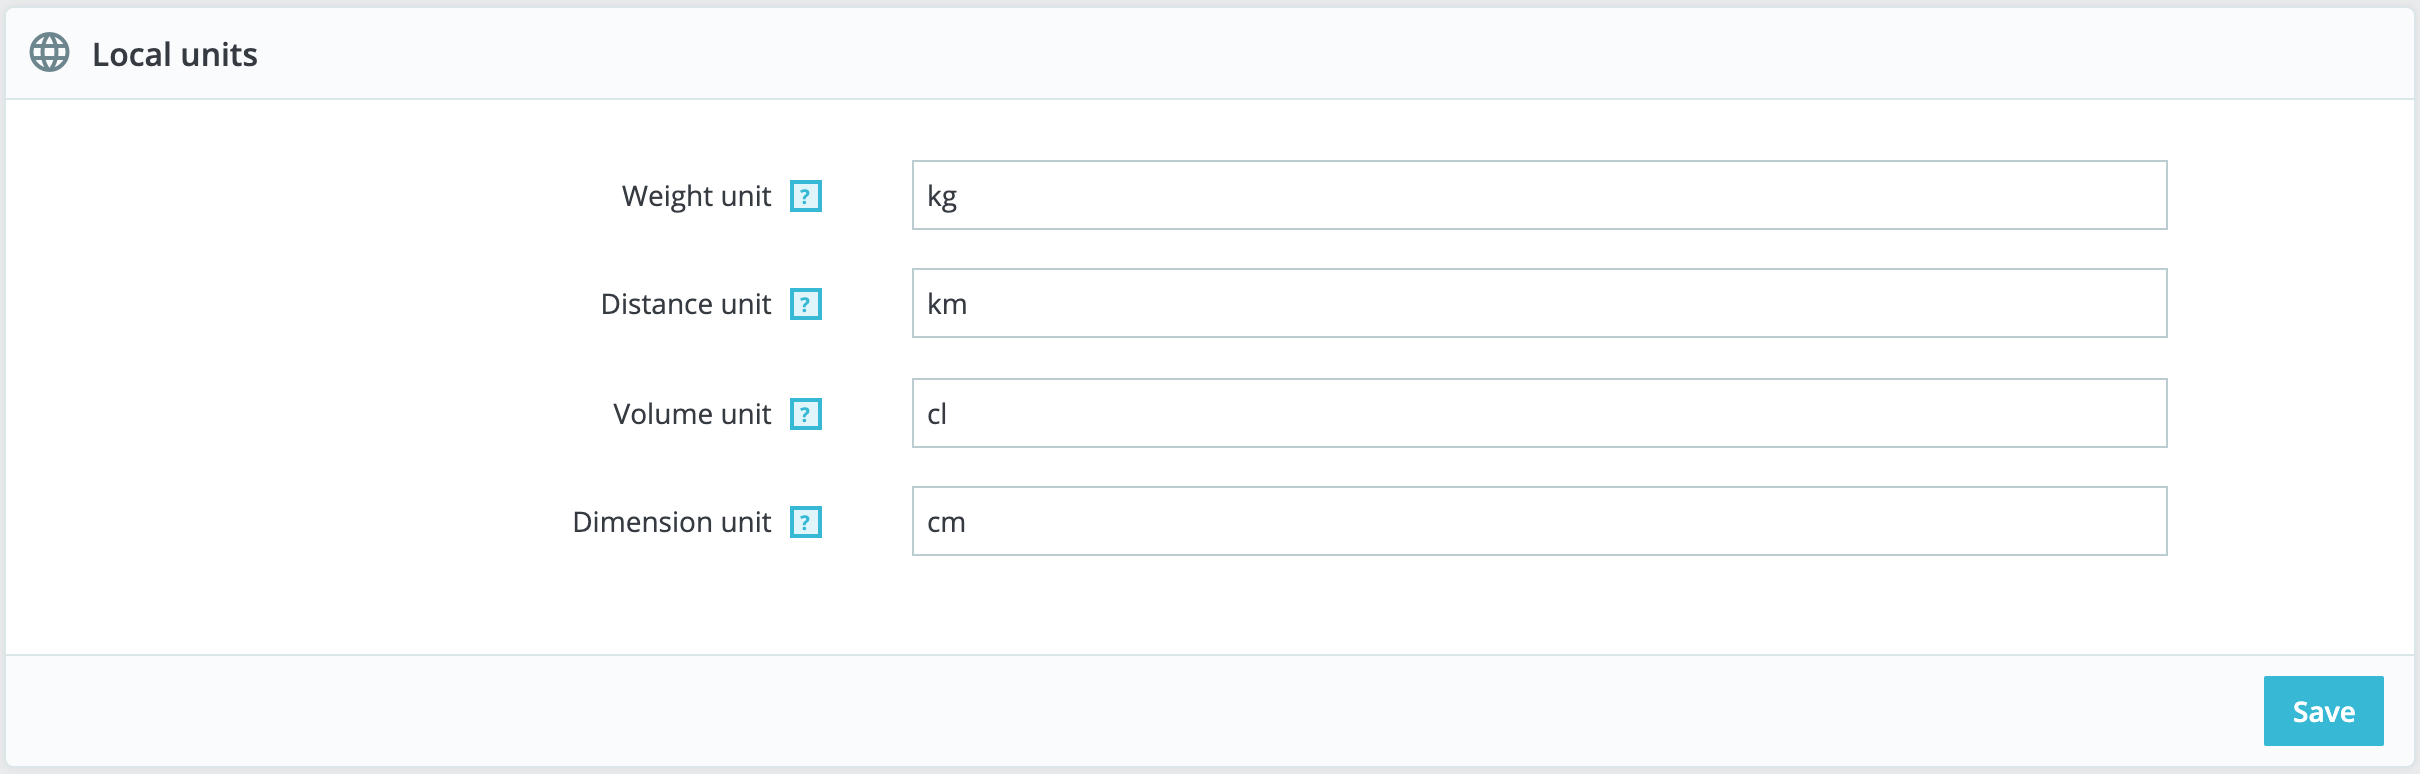 Local units
Weight unit ? kg
Distance unit ? km
Volume unit ? cl
Dimension unit ? cm
Save